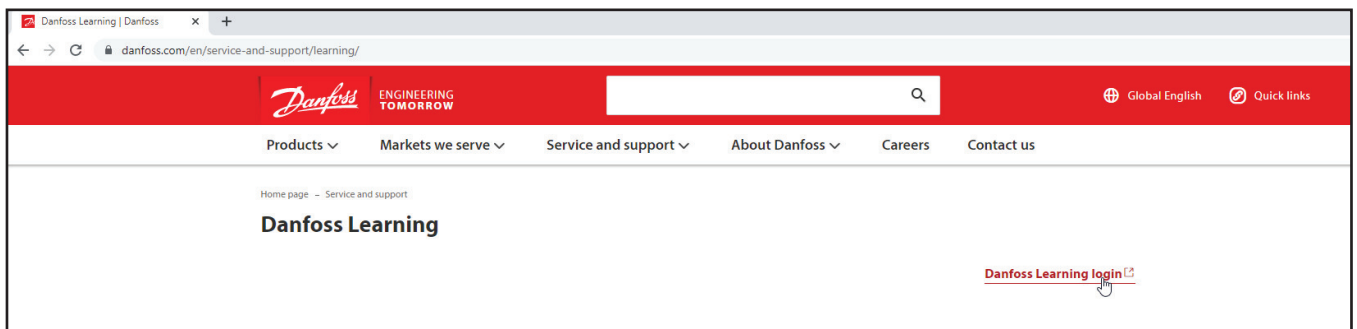 Danfoss Learning | Danfoss
danfoss.com/en/service-and-support/learning/
Danfoss ENGINEERING TOMORROW
Global English Quick links
Products Markets we serve Service and support About Danfoss Careers Contact us
Home page – Service and support
Danfoss Learning
Danfoss Learning login